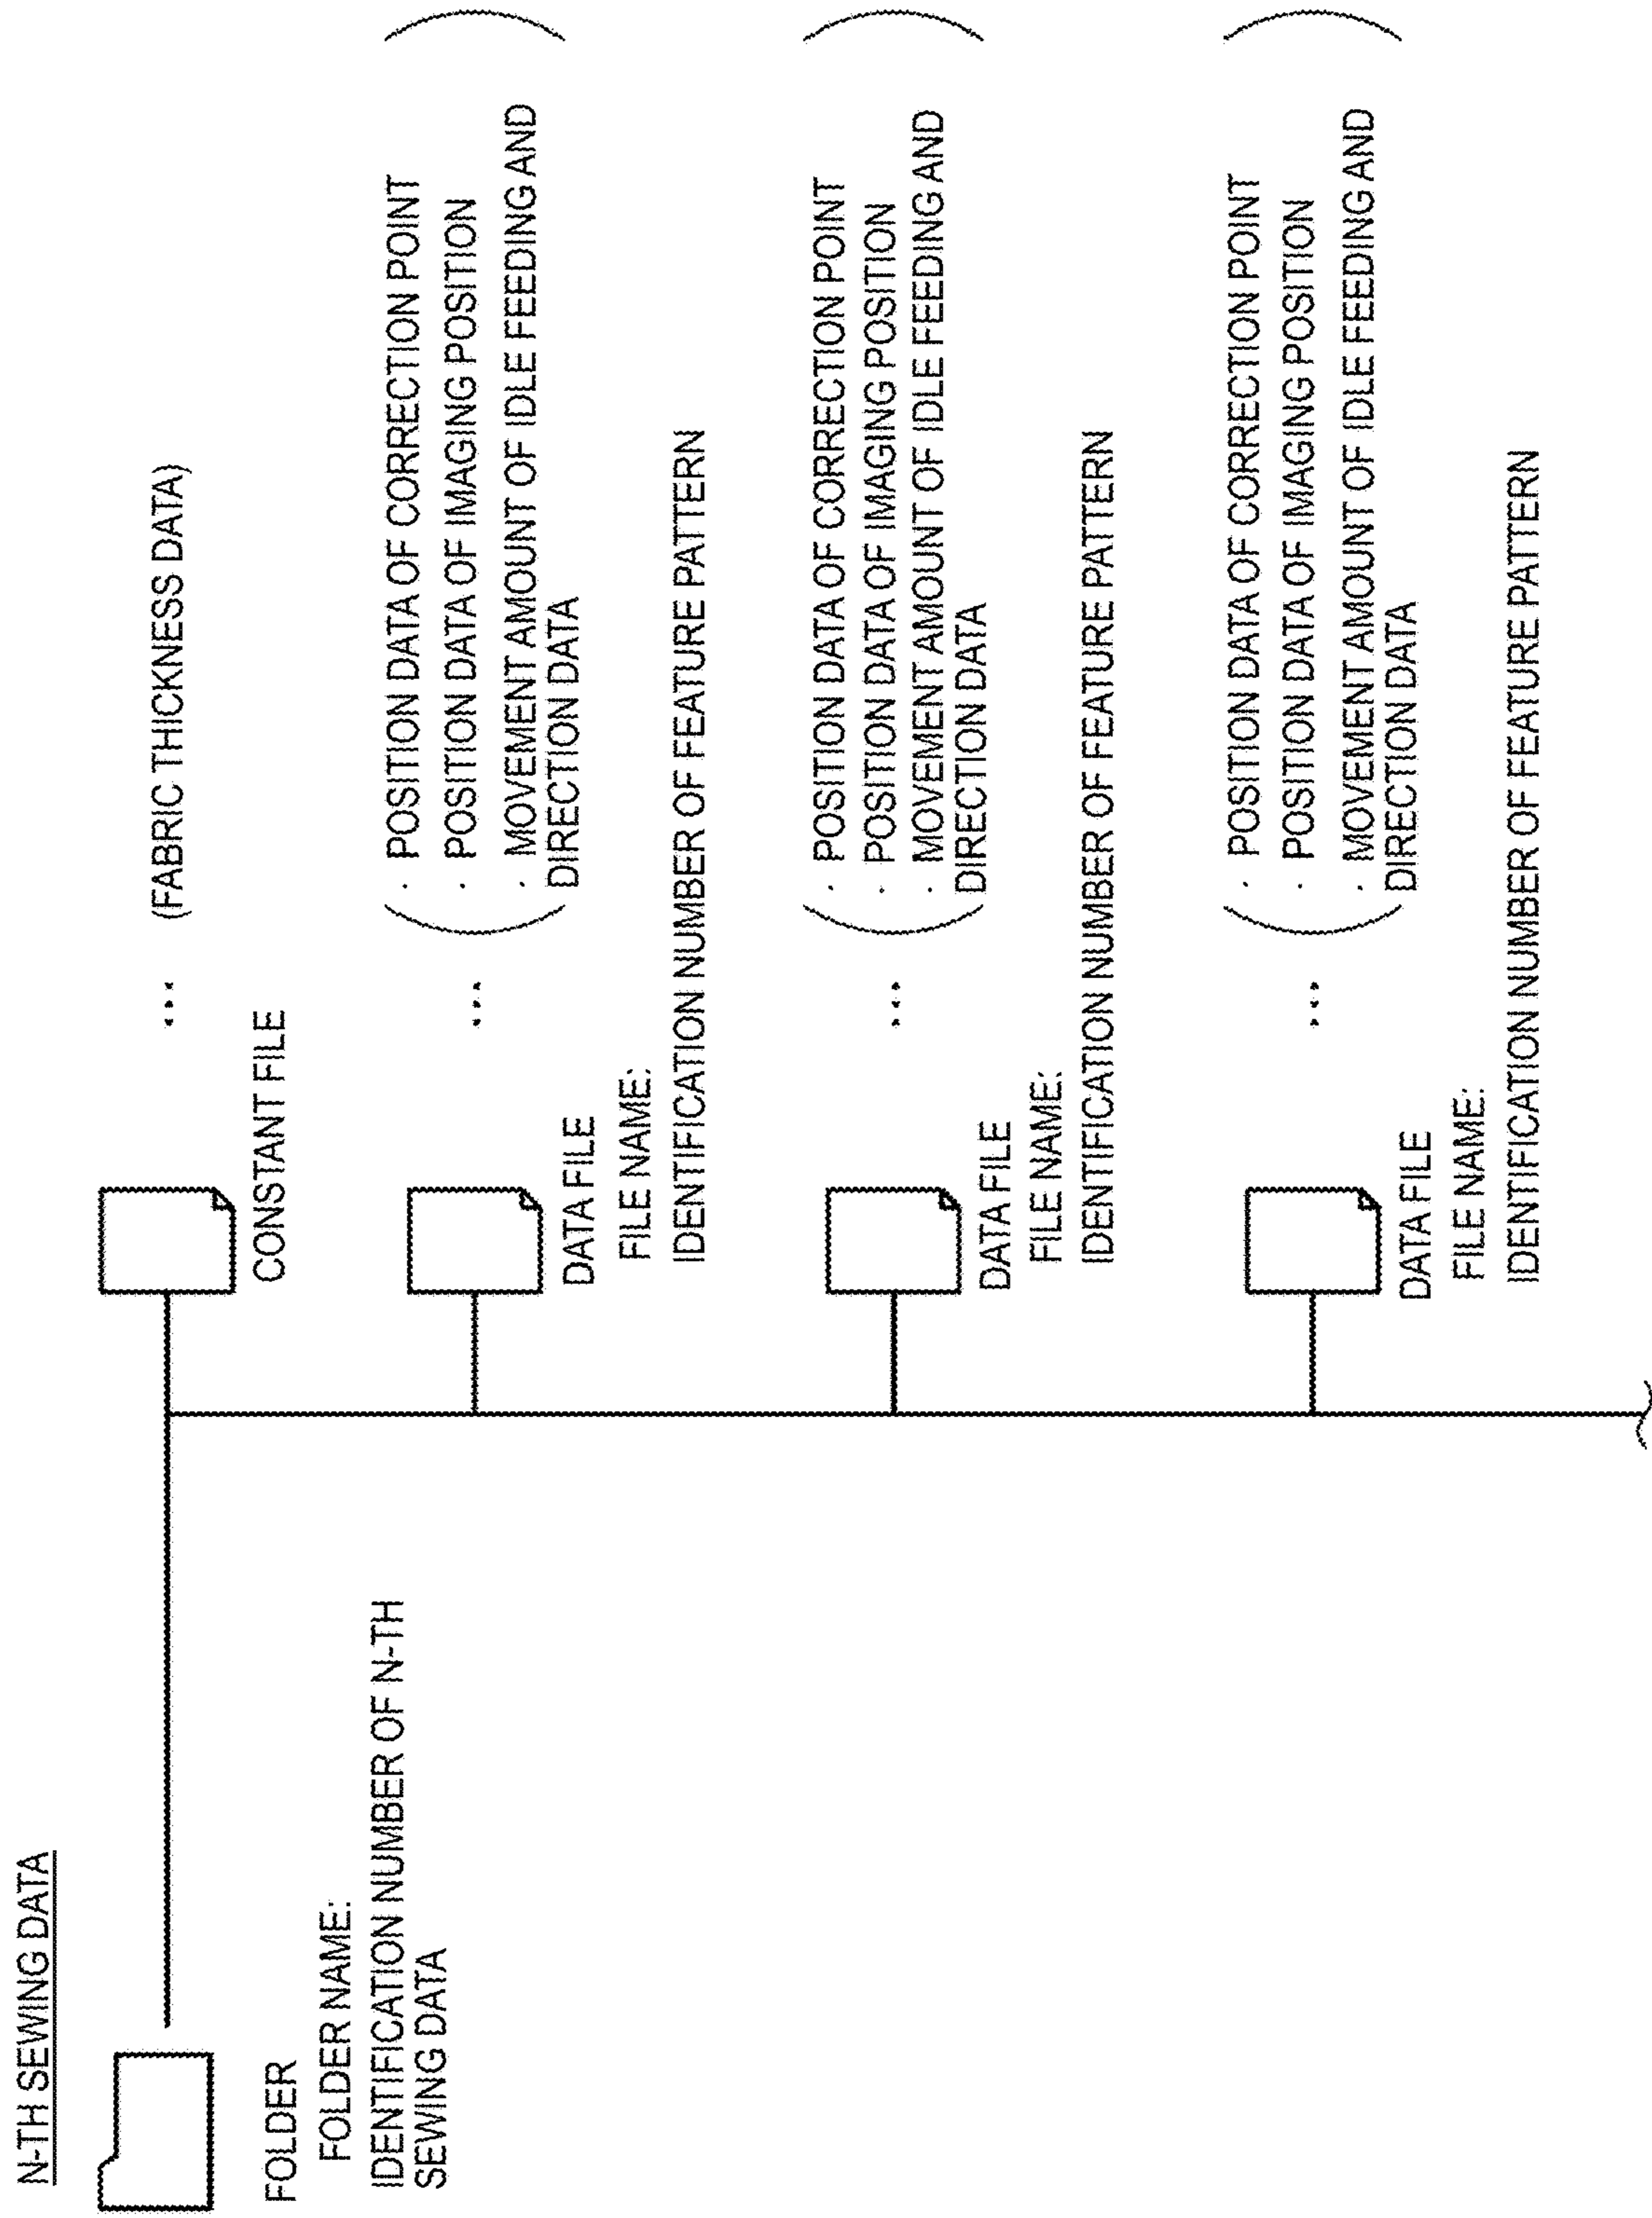 N-TH SEWING DATA
FOLDER
FOLDER NAME:
IDENTIFICATION NUMBER OF N-TH
SEWING DATA
CONSTANT FILE
... (FABRIC THICKNESS DATA)
DATA FILE
FILE NAME:
IDENTIFICATION NUMBER OF FEATURE PATTERN
...
· POSITION DATA OF CORRECTION POINT
· POSITION DATA OF IMAGING POSITION
· MOVEMENT AMOUNT OF IDLE FEEDING AND
DIRECTION DATA
DATA FILE
FILE NAME:
IDENTIFICATION NUMBER OF FEATURE PATTERN
...
· POSITION DATA OF CORRECTION POINT
· POSITION DATA OF IMAGING POSITION
· MOVEMENT AMOUNT OF IDLE FEEDING AND
DIRECTION DATA
DATA FILE
FILE NAME:
IDENTIFICATION NUMBER OF FEATURE PATTERN
...
· POSITION DATA OF CORRECTION POINT
· POSITION DATA OF IMAGING POSITION
· MOVEMENT AMOUNT OF IDLE FEEDING AND
DIRECTION DATA